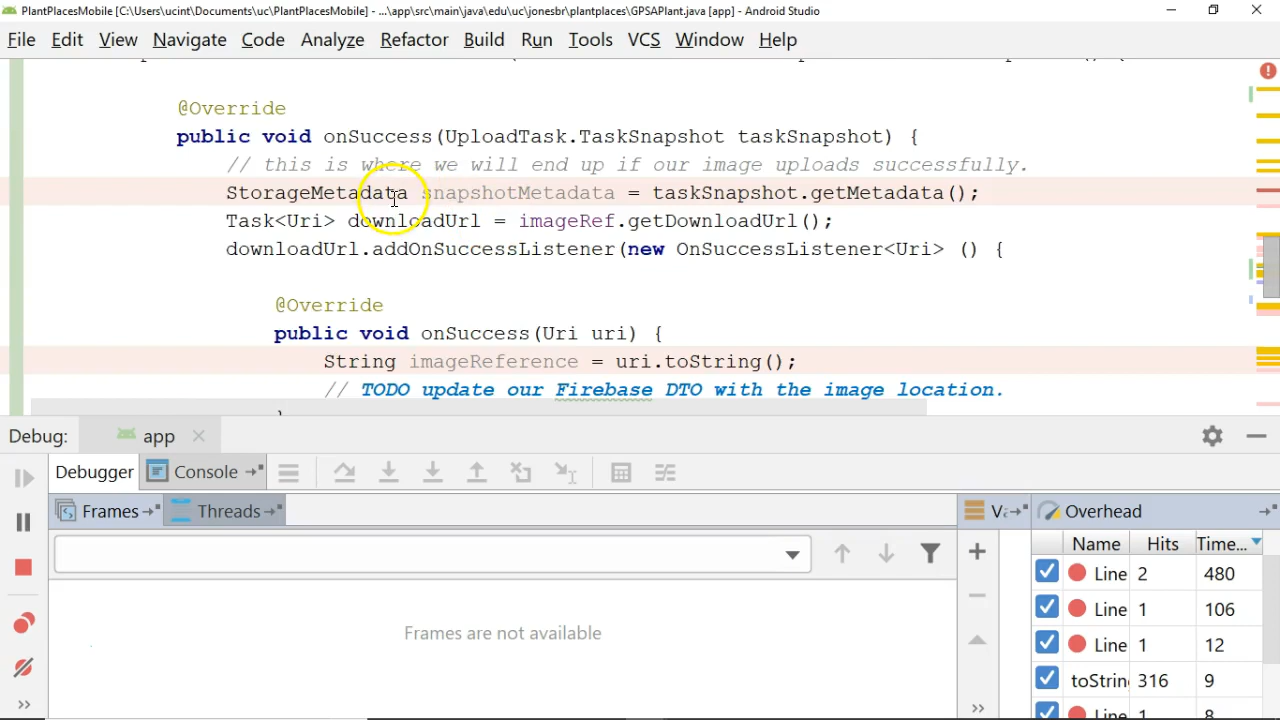 PlantPlacesMobile [C:\Users\ucint\Documents\uc\PlantPlacesMobile] - ...\app\src\main\java\edu\uc\jonesbr\plantplaces\GPSAPlant.java [app] - Android Studio
File Edit View Navigate Code Analyze Refactor Build Run Tools VCS Window Help
@Override
public void onSuccess(UploadTask.TaskSnapshot taskSnapshot) {
// this is where we will end up if our image uploads successfully.
StorageMetadata snapshotMetadata = taskSnapshot.getMetadata();
Task<Uri> downloadUrl = imageRef.getDownloadUrl();
downloadUrl.addOnSuccessListener(new OnSuccessListener<Uri> () {
@Override
public void onSuccess(Uri uri) {
String imageReference = uri.toString();
// TODO update our Firebase DTO with the image location.
Debug: app
Debugger Console
Frames Threads
Overhead
Name Hits Time...
Line 2 480
Line 1 106
Line 1 12
toString 316 9
Line 1 8
Frames are not available